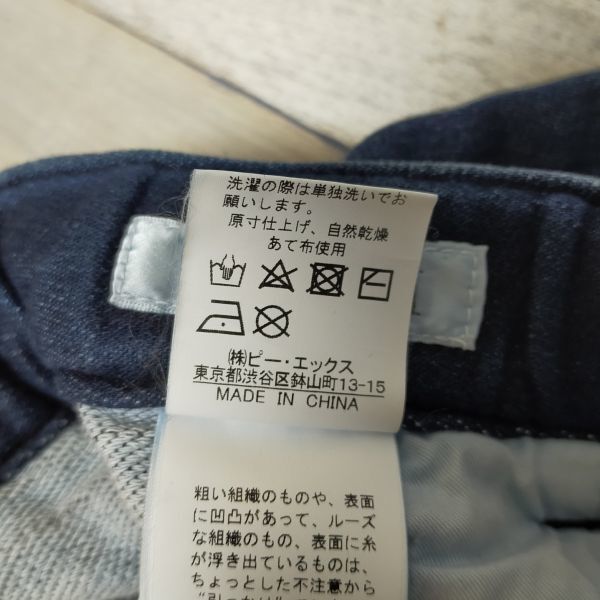 洗濯の際は単独洗いでお
願いします。
原寸仕上げ、自然乾燥
あて布使用
㈱ピー・エックス
東京都渋谷区鉢山町13-15
MADE IN CHINA
粗い組織のものや、表面
に凹凸があって、ルーズ
な組織のもの、表面に糸
が浮き出ているものは、
ちょっとした不注意から